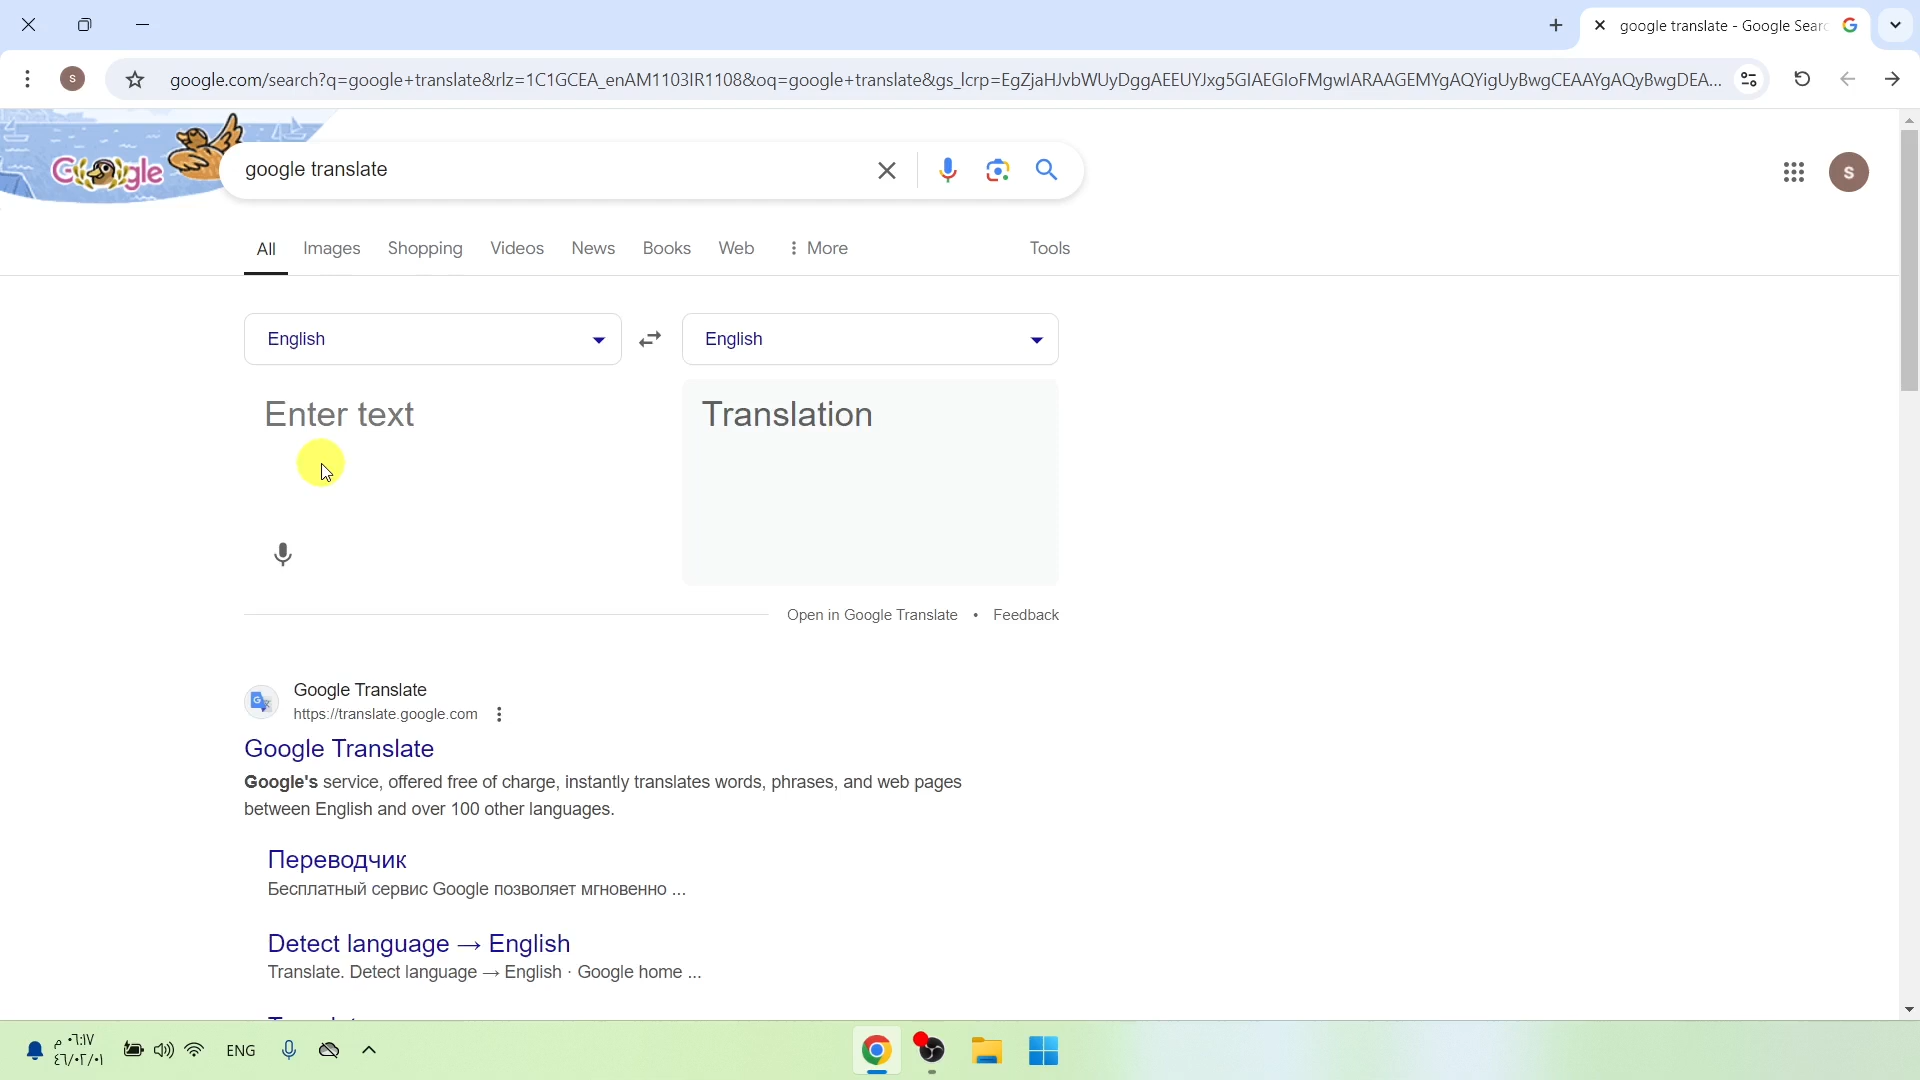 google translate - Google Sear
google.com/search?q=google+translate&rlz=1C1GCEA_enAM1103IR1108&oq=google+translate&gs_lcrp=EgZjaHJvbWUyDggAEEUYJxg5GIAEGIoFMgwIARAAGEMYgAQYigUyBwgCEAAYgAQyBwgDEA...
S
Google
google translate
S
All
Images
Shopping
Videos
News
Books
Web
More
Tools
English
English
Enter text
Translation
Open in Google Translate • Feedback
Google Translate
https://translate.google.com
Google Translate
Google's service, offered free of charge, instantly translates words, phrases, and web pages
between English and over 100 other languages.
Переводчик
Бесплатный сервис Google позволяет мгновенно ...
Detect language → English
Translate. Detect language → English · Google home ...
ENG
٠٦:١٧ م